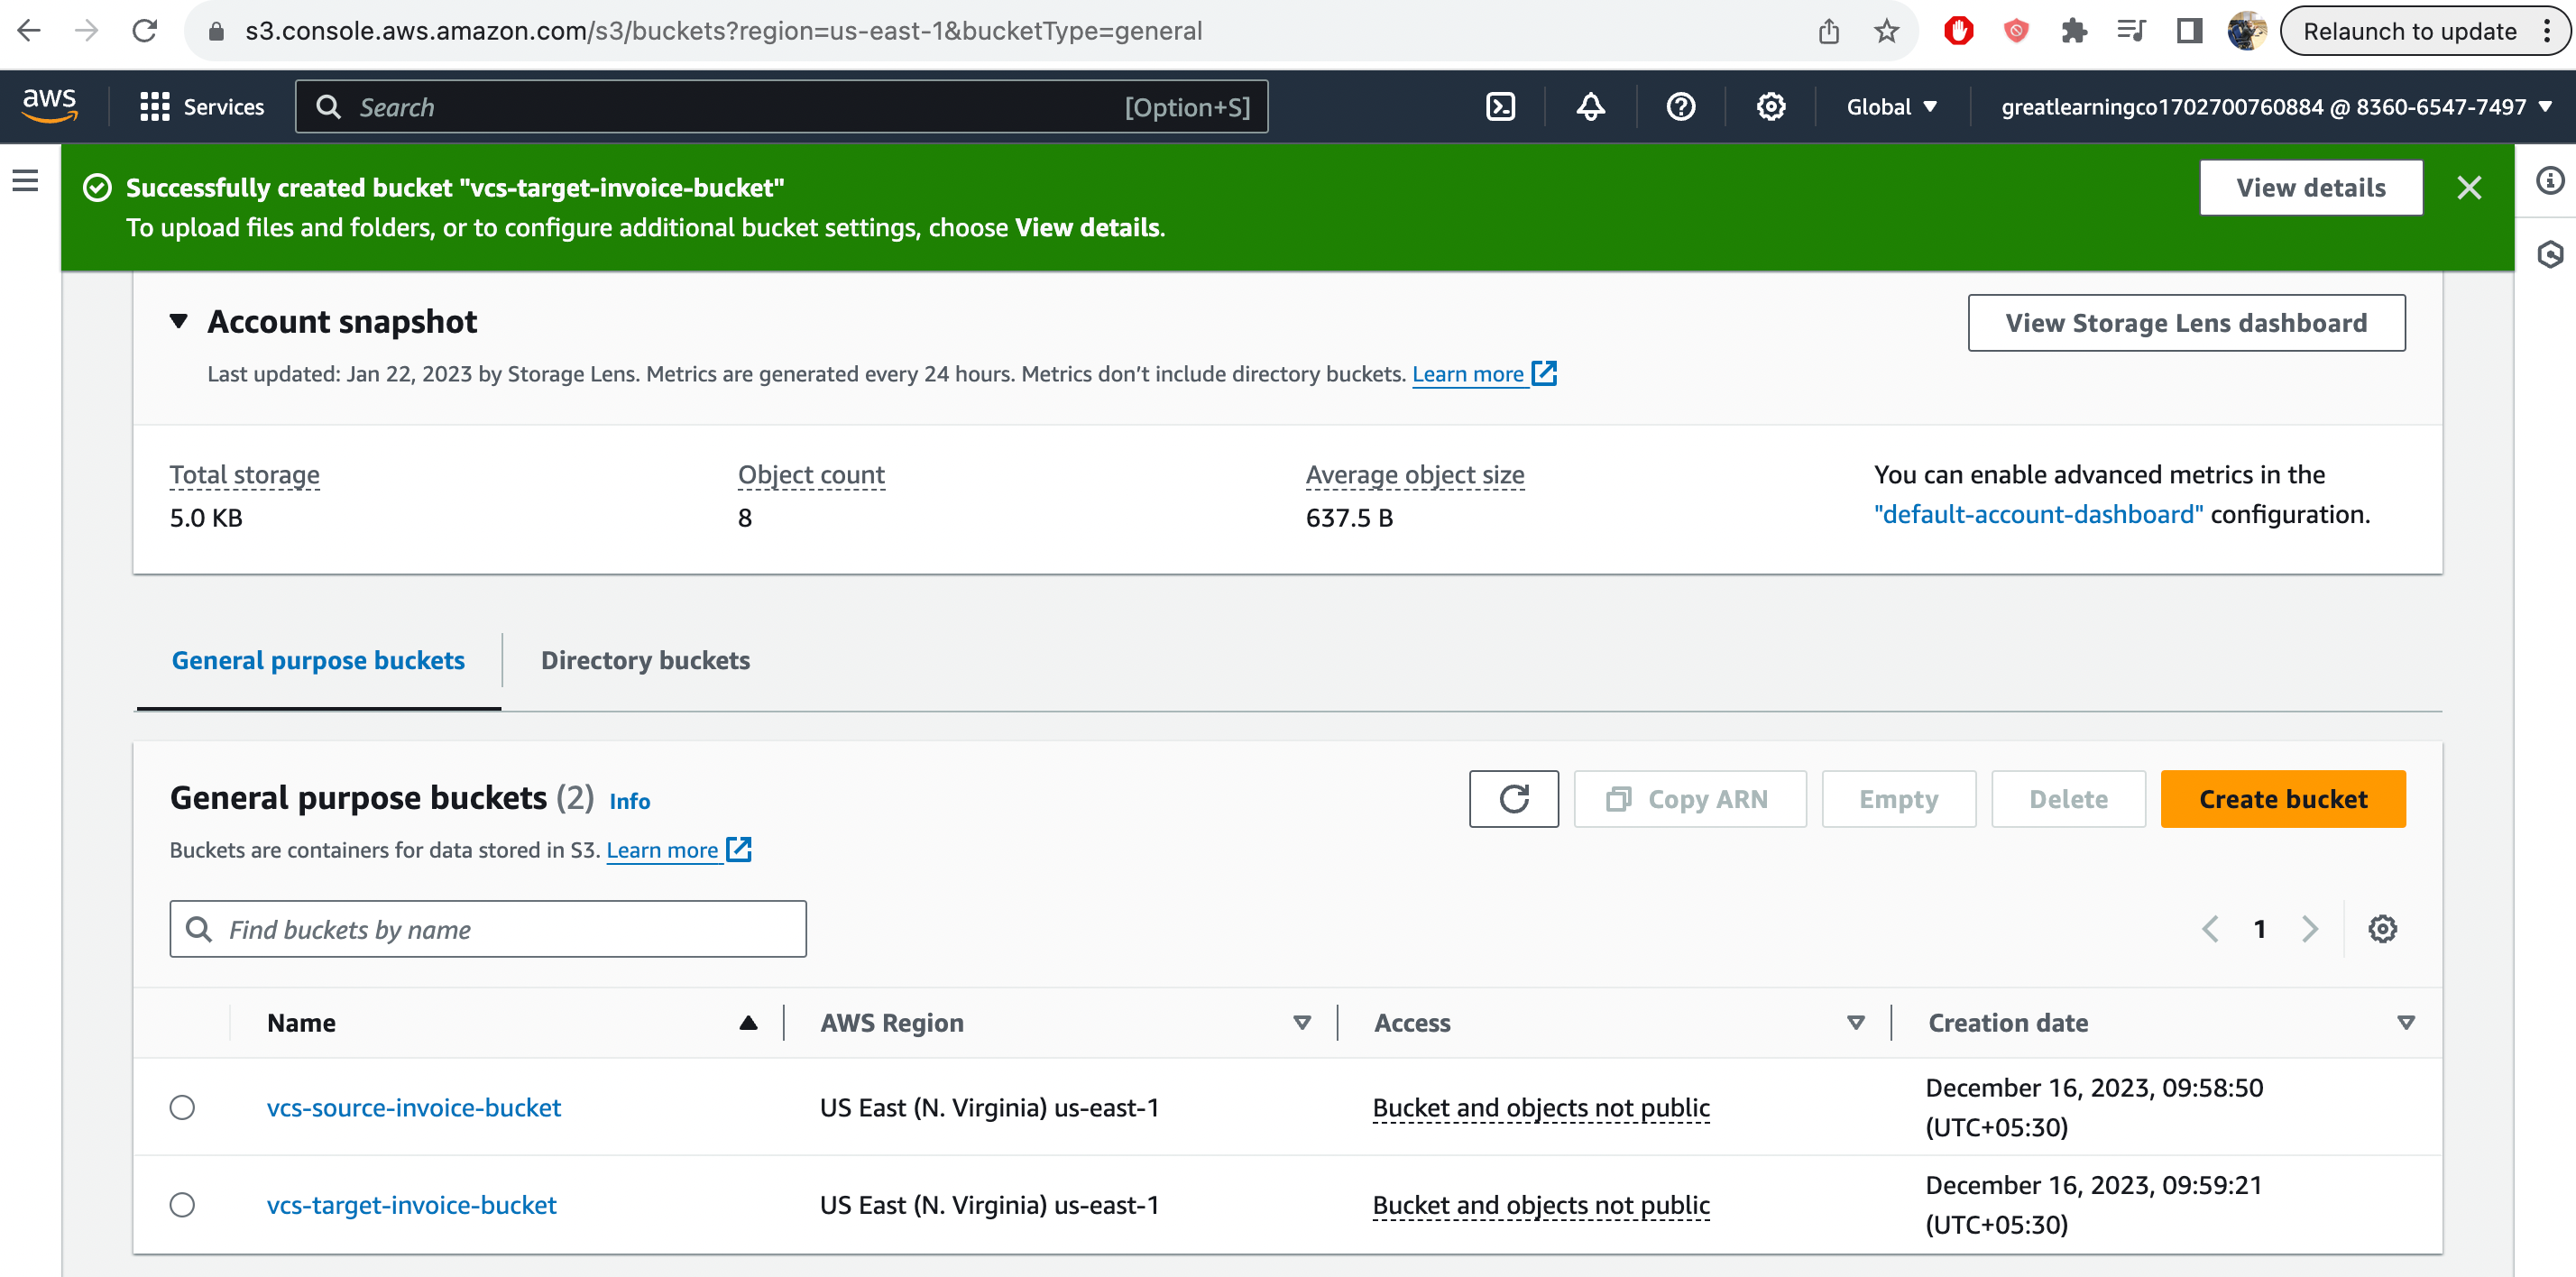 s3.console.aws.amazon.com/s3/buckets?region=us-east-1&bucketType=general
Relaunch to update
aws
Services
Search
[Option+S]
Global
greatlearningco1702700760884 @ 8360-6547-7497
Successfully created bucket "vcs-target-invoice-bucket"
To upload files and folders, or to configure additional bucket settings, choose View details.
View details
Account snapshot
View Storage Lens dashboard
Last updated: Jan 22, 2023 by Storage Lens. Metrics are generated every 24 hours. Metrics don’t include directory buckets. Learn more
Total storage
5.0 KB
Object count
8
Average object size
637.5 B
You can enable advanced metrics in the
"default-account-dashboard" configuration.
General purpose buckets
Directory buckets
General purpose buckets (2) Info
Copy ARN
Empty
Delete
Create bucket
Buckets are containers for data stored in S3. Learn more
Find buckets by name
1
Name
AWS Region
Access
Creation date
vcs-source-invoice-bucket
US East (N. Virginia) us-east-1
Bucket and objects not public
December 16, 2023, 09:58:50
(UTC+05:30)
vcs-target-invoice-bucket
US East (N. Virginia) us-east-1
Bucket and objects not public
December 16, 2023, 09:59:21
(UTC+05:30)